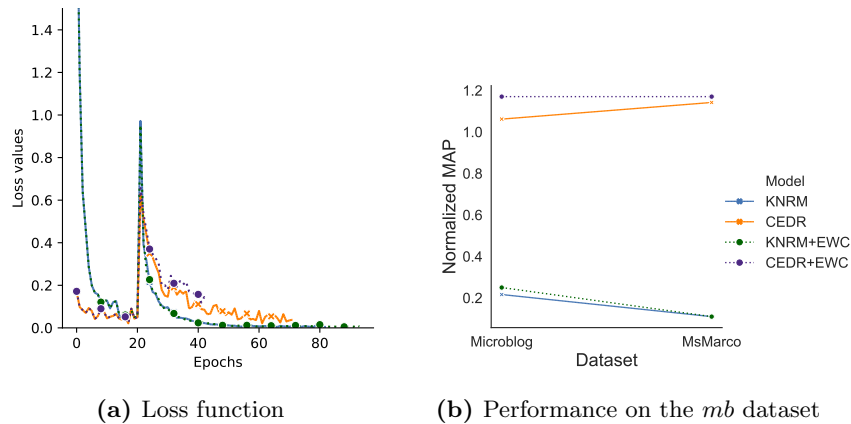 1.4
1.2
1.0
0.8
0.6
0.4
0.2
0.0
Loss values
0 20 40 60 80
Epochs
(a) Loss function
1.2
1.0
0.8
0.6
0.4
0.2
Normalized MAP
Microblog MsMarco
Dataset
Model
KNRM
CEDR
KNRM+EWC
CEDR+EWC
(b) Performance on the mb dataset